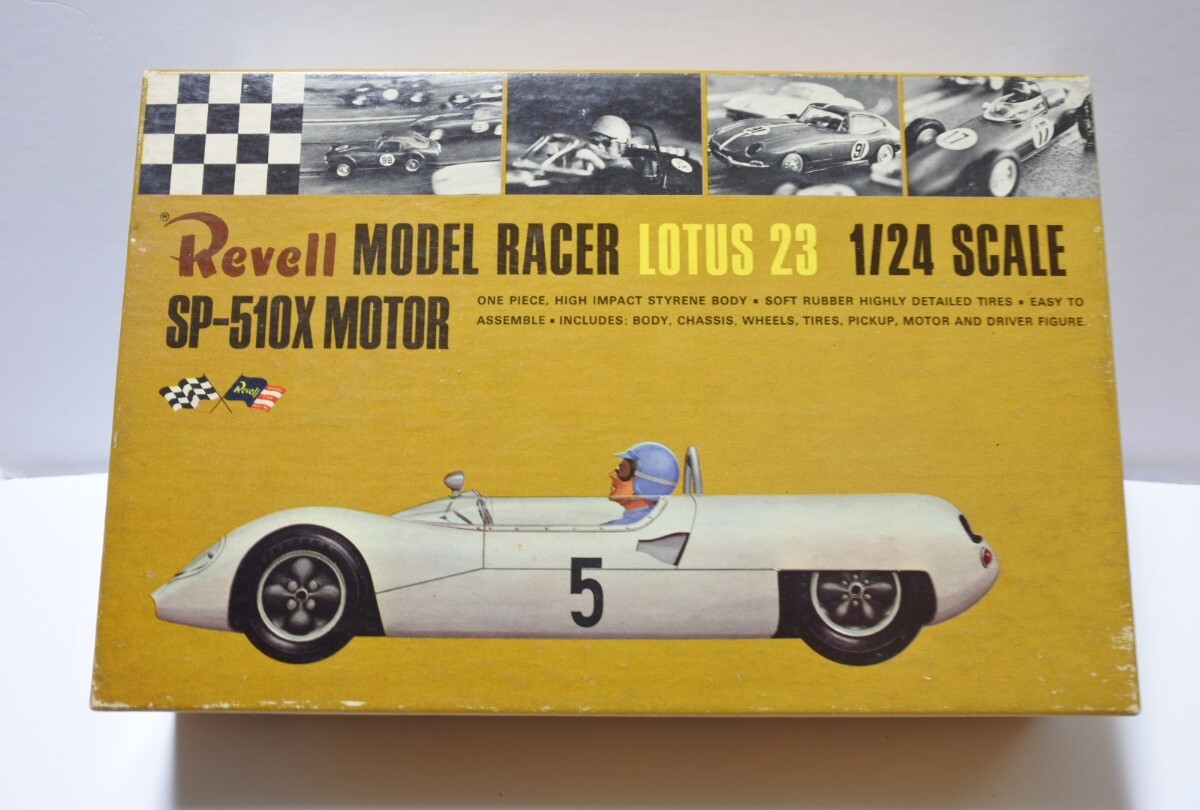 98
91
17
17
® Revell MODEL RACER LOTUS 23 1/24 SCALE
SP-510X MOTOR
ONE PIECE, HIGH IMPACT STYRENE BODY ▪ SOFT RUBBER HIGHLY DETAILED TIRES ▪ EASY TO
ASSEMBLE ▪ INCLUDES: BODY, CHASSIS, WHEELS, TIRES, PICKUP, MOTOR AND DRIVER FIGURE.
Revell
5